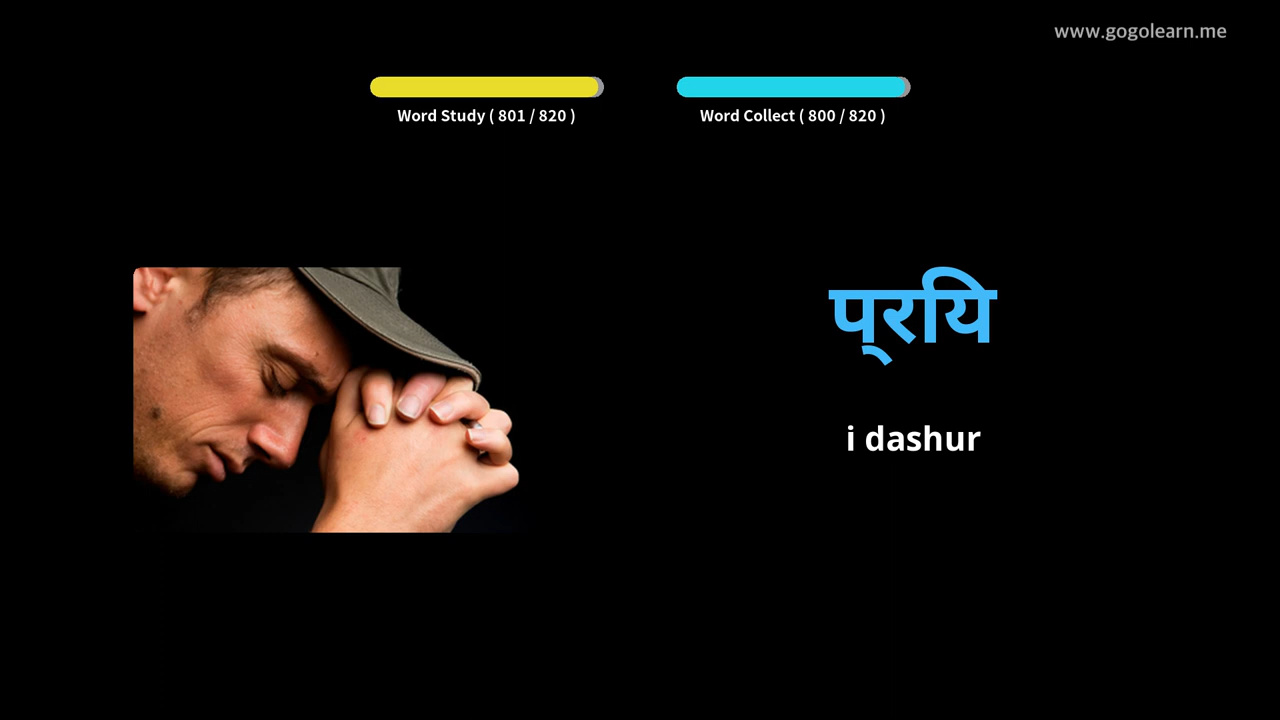 www.gogolearn.me
Word Study ( 801 / 820 )
Word Collect ( 800 / 820 )
प्रयि
i dashur